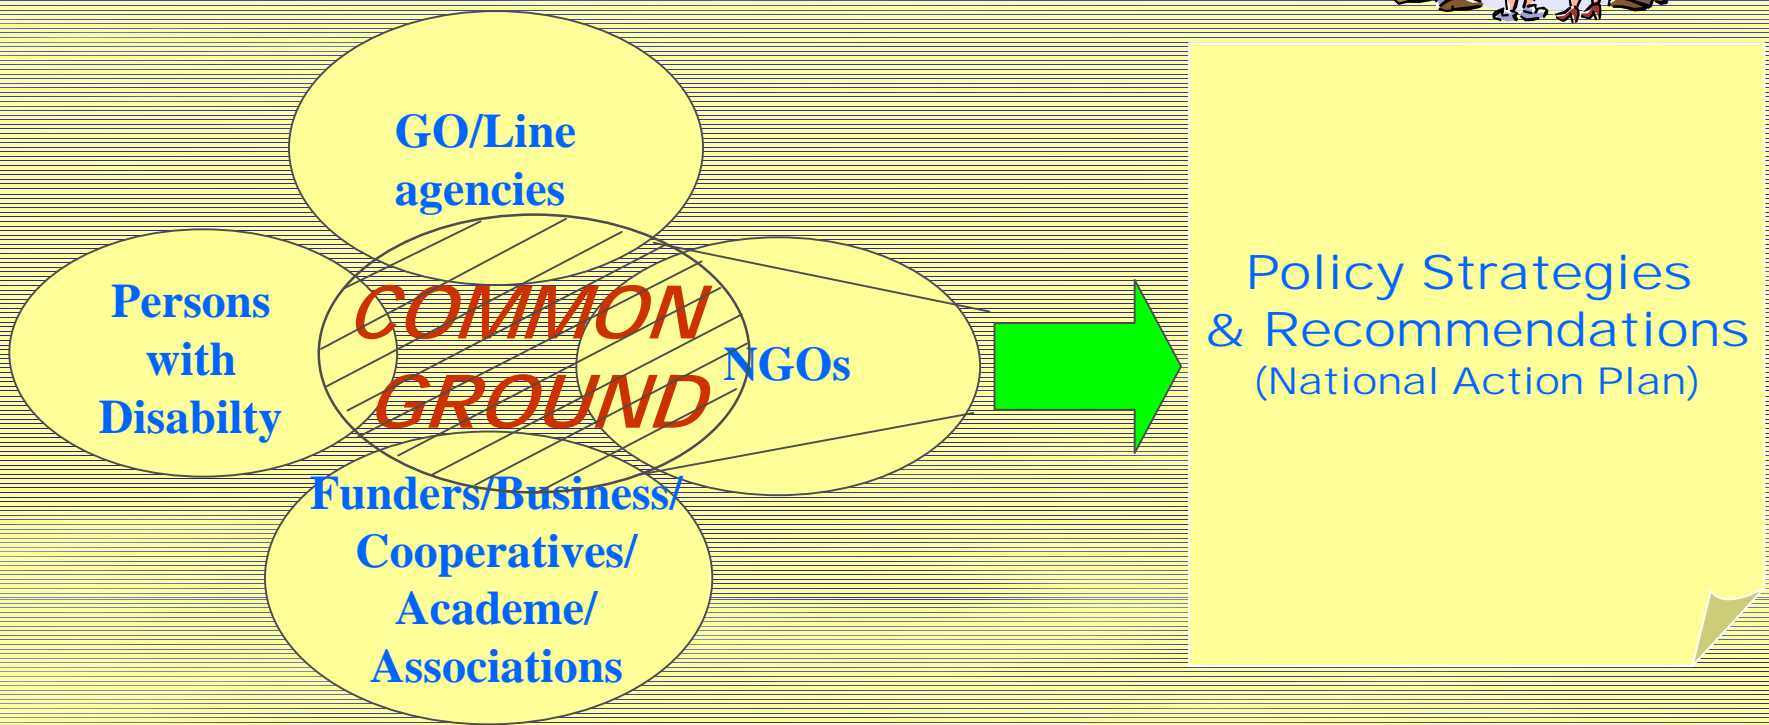 GO/Line
agencies
Persons
with
Disabilty
COMMON
GROUND
NGOs
Funders/Business/
Cooperatives/
Academe/
Associations
Policy Strategies
& Recommendations
(National Action Plan)